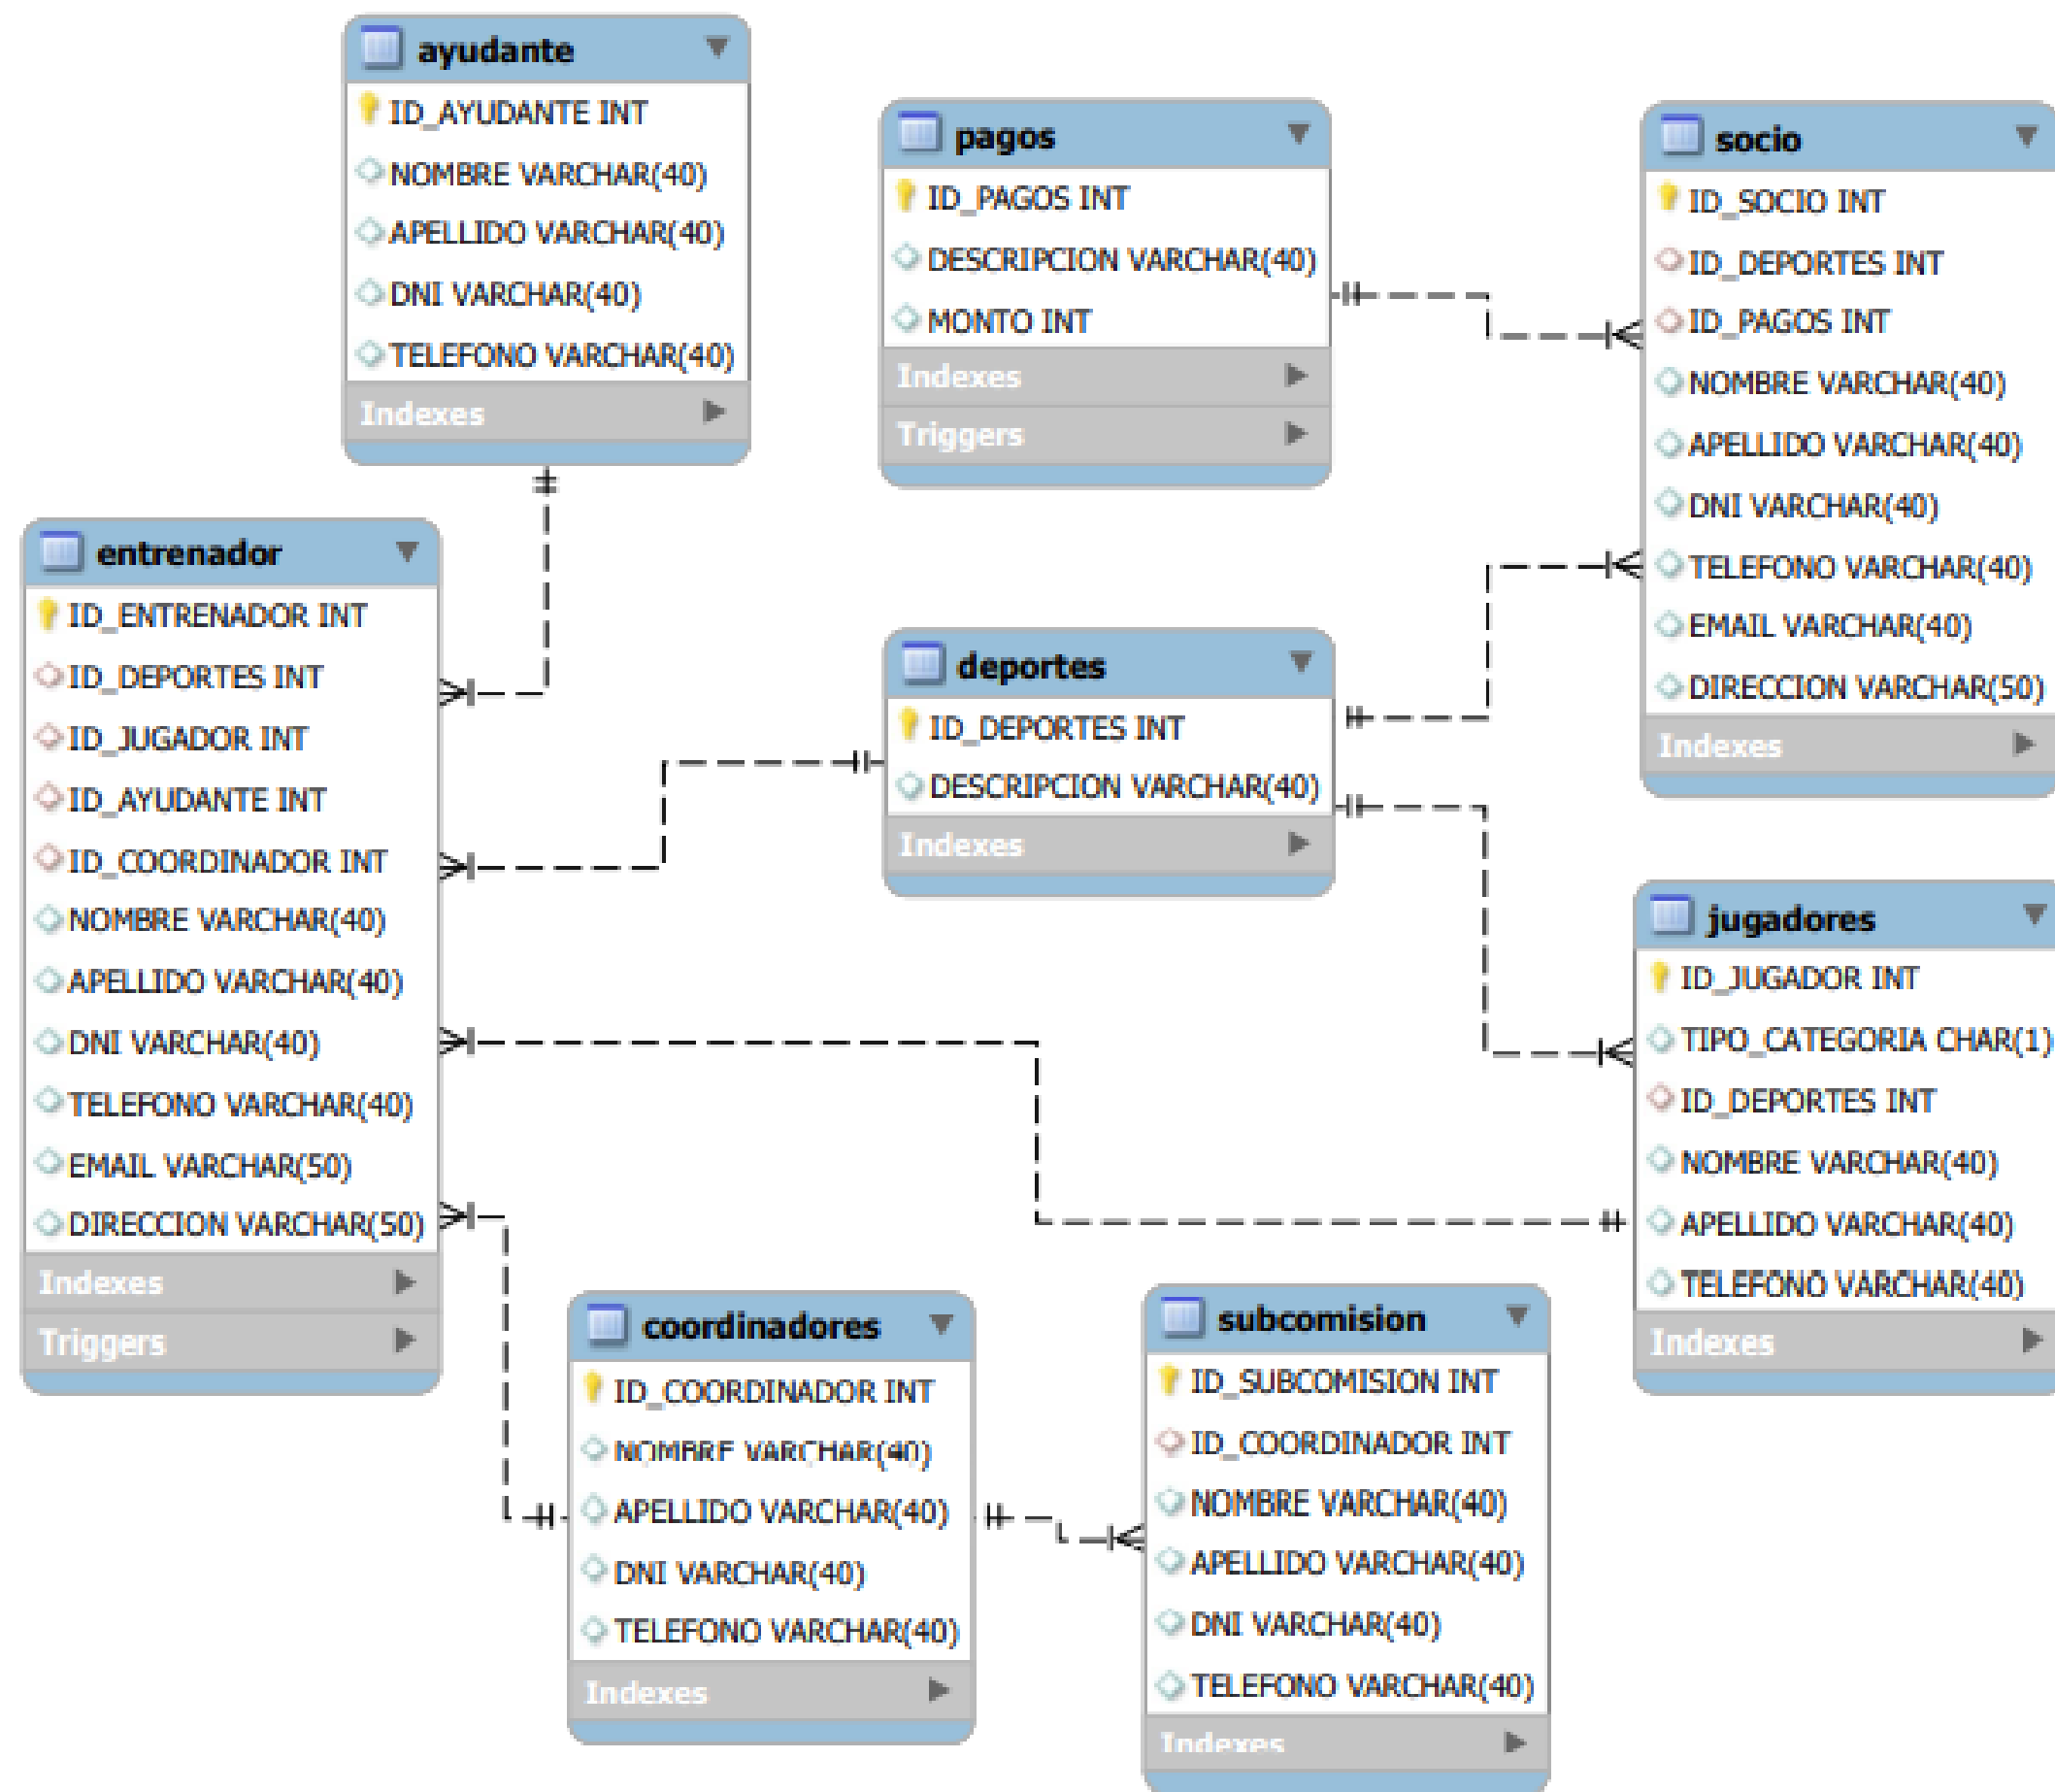 ayudante
ID_AYUDANTE INT
NOMBRE VARCHAR(40)
APELLIDO VARCHAR(40)
DNI VARCHAR(40)
TELEFONO VARCHAR(40)
Indexes
pagos
ID_PAGOS INT
DESCRIPCION VARCHAR(40)
MONTO INT
Indexes
Triggers
socio
ID_SOCIO INT
ID_DEPORTES INT
ID_PAGOS INT
NOMBRE VARCHAR(40)
APELLIDO VARCHAR(40)
DNI VARCHAR(40)
TELEFONO VARCHAR(40)
EMAIL VARCHAR(40)
DIRECCION VARCHAR(50)
Indexes
entrenador
ID_ENTRENADOR INT
ID_DEPORTES INT
ID_JUGADOR INT
ID_AYUDANTE INT
ID_COORDINADOR INT
NOMBRE VARCHAR(40)
APELLIDO VARCHAR(40)
DNI VARCHAR(40)
TELEFONO VARCHAR(40)
EMAIL VARCHAR(50)
DIRECCION VARCHAR(50)
Indexes
Triggers
deportes
ID_DEPORTES INT
DESCRIPCION VARCHAR(40)
Indexes
jugadores
ID_JUGADOR INT
TIPO_CATEGORIA CHAR(1)
ID_DEPORTES INT
NOMBRE VARCHAR(40)
APELLIDO VARCHAR(40)
TELEFONO VARCHAR(40)
Indexes
coordinadores
ID_COORDINADOR INT
NOMBRE VARCHAR(40)
APELLIDO VARCHAR(40)
DNI VARCHAR(40)
TELEFONO VARCHAR(40)
Indexes
subcomision
ID_SUBCOMISION INT
ID_COORDINADOR INT
NOMBRE VARCHAR(40)
APELLIDO VARCHAR(40)
DNI VARCHAR(40)
TELEFONO VARCHAR(40)
Indexes